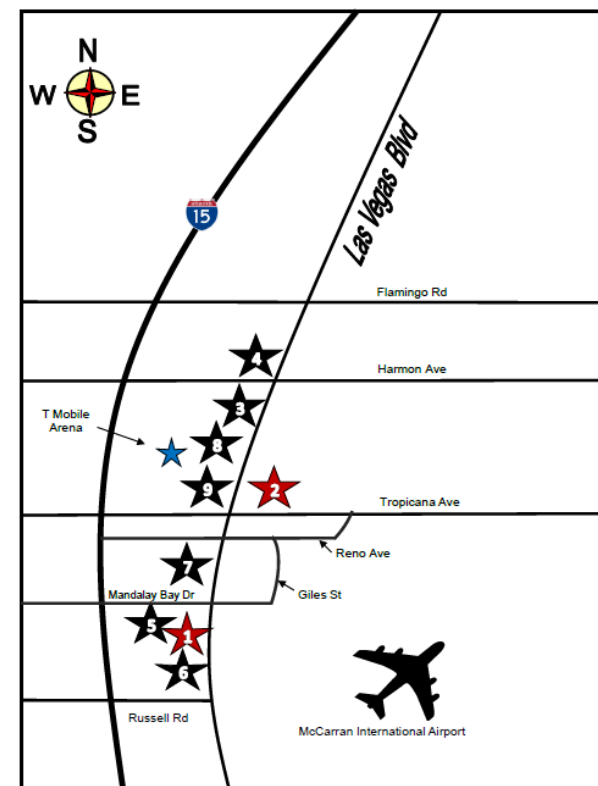 N
W E
S
INTERSTATE
15
Las Vegas Blvd
Flamingo Rd
4
Harmon Ave
3
T Mobile
Arena
8
9
2
Tropicana Ave
Reno Ave
7
Mandalay Bay Dr
Giles St
5
1
6
Russell Rd
McCarran International Airport